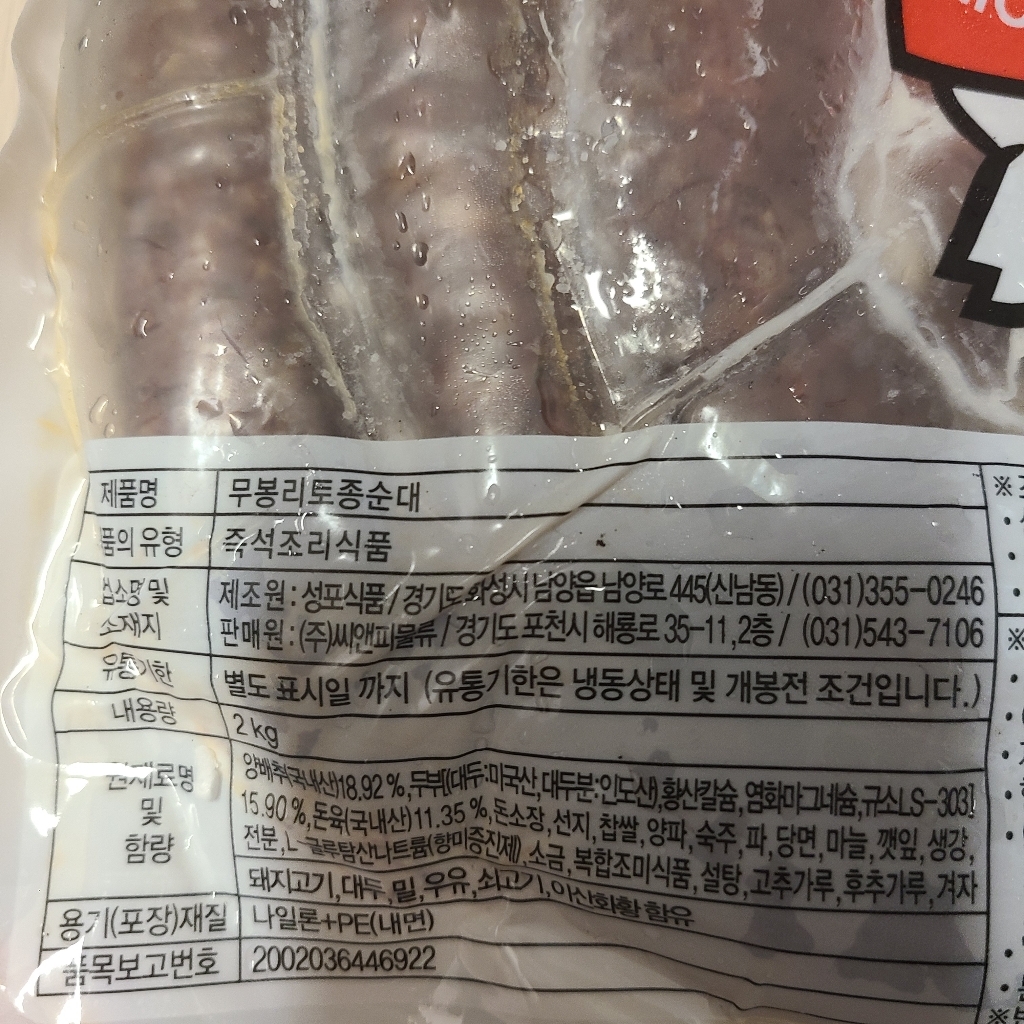 제품명 무봉리토종순대
품의 유형 즉석조리식품
업소명 및 소재지 제조원 : 성포식품 / 경기도 화성시 남양읍 남양로 445(신남동) / (031)355-0246
판매원 : (주)씨앤피물류 / 경기도 포천시 해룡로 35-11,2층 / (031)543-7106
유통기한 별도 표시일 까지 (유통기한은 냉동상태 및 개봉전 조건입니다.)
내용량 2kg
원재료명 및 함량 양배추(국내산)18.92%,두부[(대두:미국산,대두분:인도산),황산칼슘,염화마그네슘,규소LS-303]
15.90%,돈육(국내산)11.35%,돈소장,선지,찹쌀,양파,숙주,파,당면,마늘,깻잎,생강,
전분,L-글루탐산나트륨(향미증진제),소금,복합조미식품,설탕,고추가루,후추가루,겨자
돼지고기,대두,밀,우유,쇠고기,이산화황 함유
용기(포장)재질 나일론+PE(내면)
품목보고번호 2002036446922